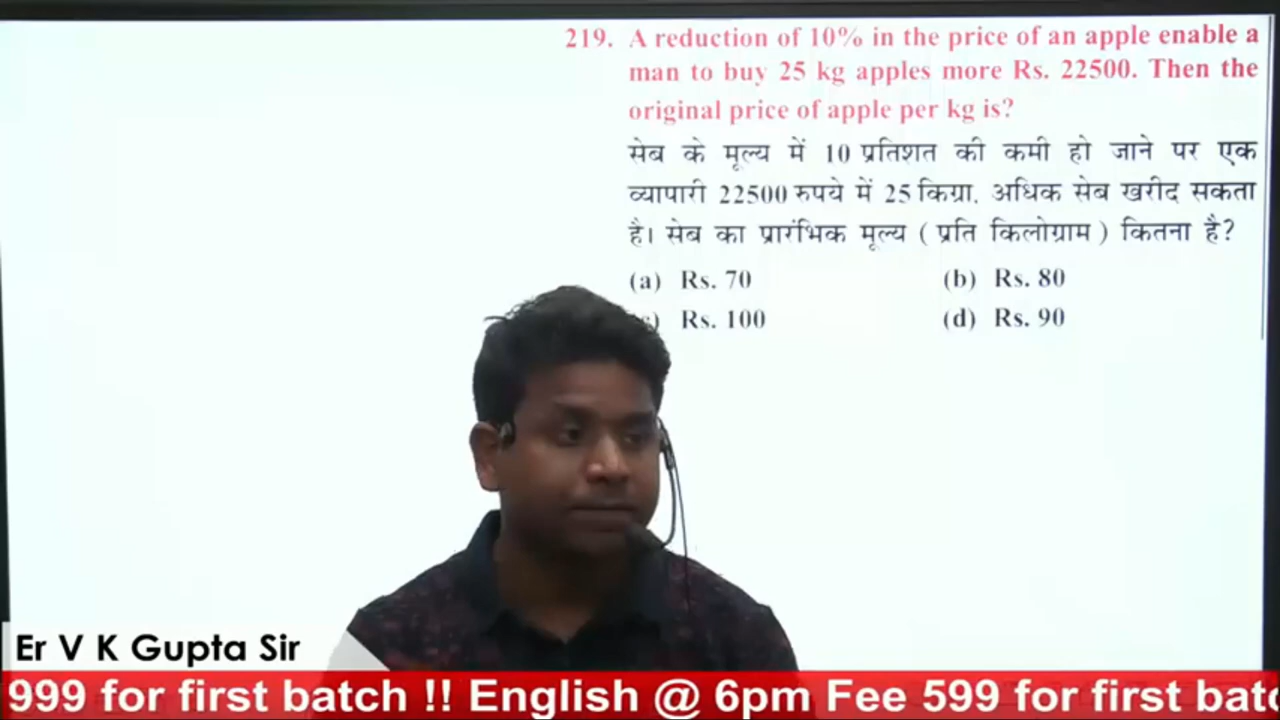 219. A reduction of 10% in the price of an apple enable a
man to buy 25 kg apples more Rs. 22500. Then the
original price of apple per kg is?
सेब के मूल्य में 10 प्रतिशत की कमी हो जाने पर एक
व्यापारी 22500 रुपये में 25 किग्रा. अधिक सेब खरीद सकता
है। सेब का प्रारंभिक मूल्य ( प्रति किलोग्राम ) कितना है?
(a) Rs. 70 (b) Rs. 80
Rs. 100 (d) Rs. 90
Er V K Gupta Sir
999 for first batch !! English @ 6pm Fee 599 for first batc